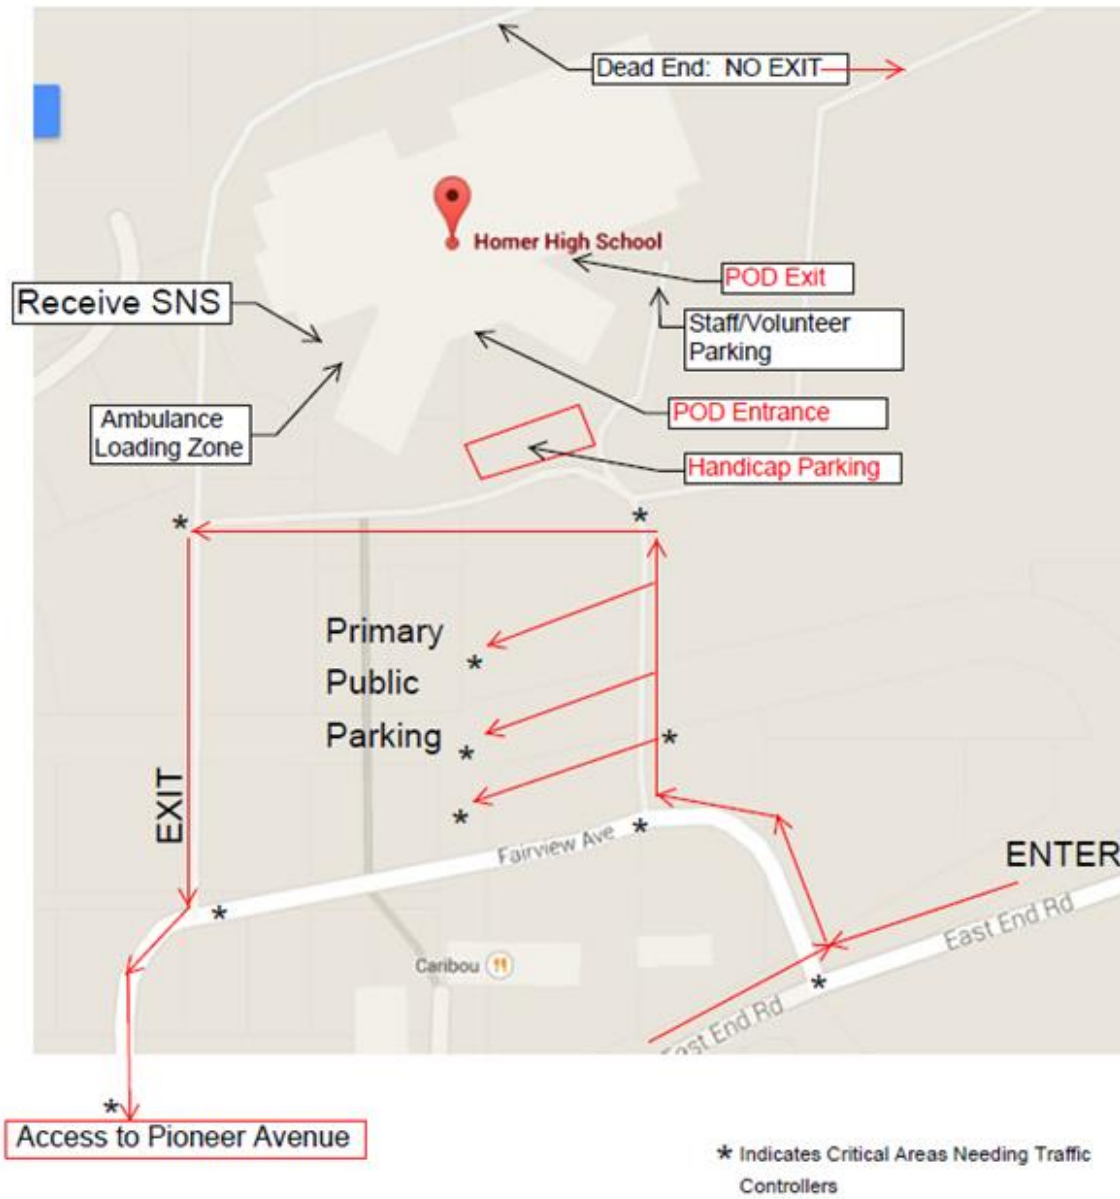 Dead End: NO EXIT
Homer High School
POD Exit
Receive SNS
Staff/Volunteer
Parking
Ambulance
Loading Zone
POD Entrance
Handicap Parking
*
*
Primary
*
Public
Parking
*
*
*
*
EXIT
Fairview Ave
ENTER
*
East End Rd
Caribou
*
East End Rd
*
Access to Pioneer Avenue
* Indicates Critical Areas Needing Traffic
Controllers